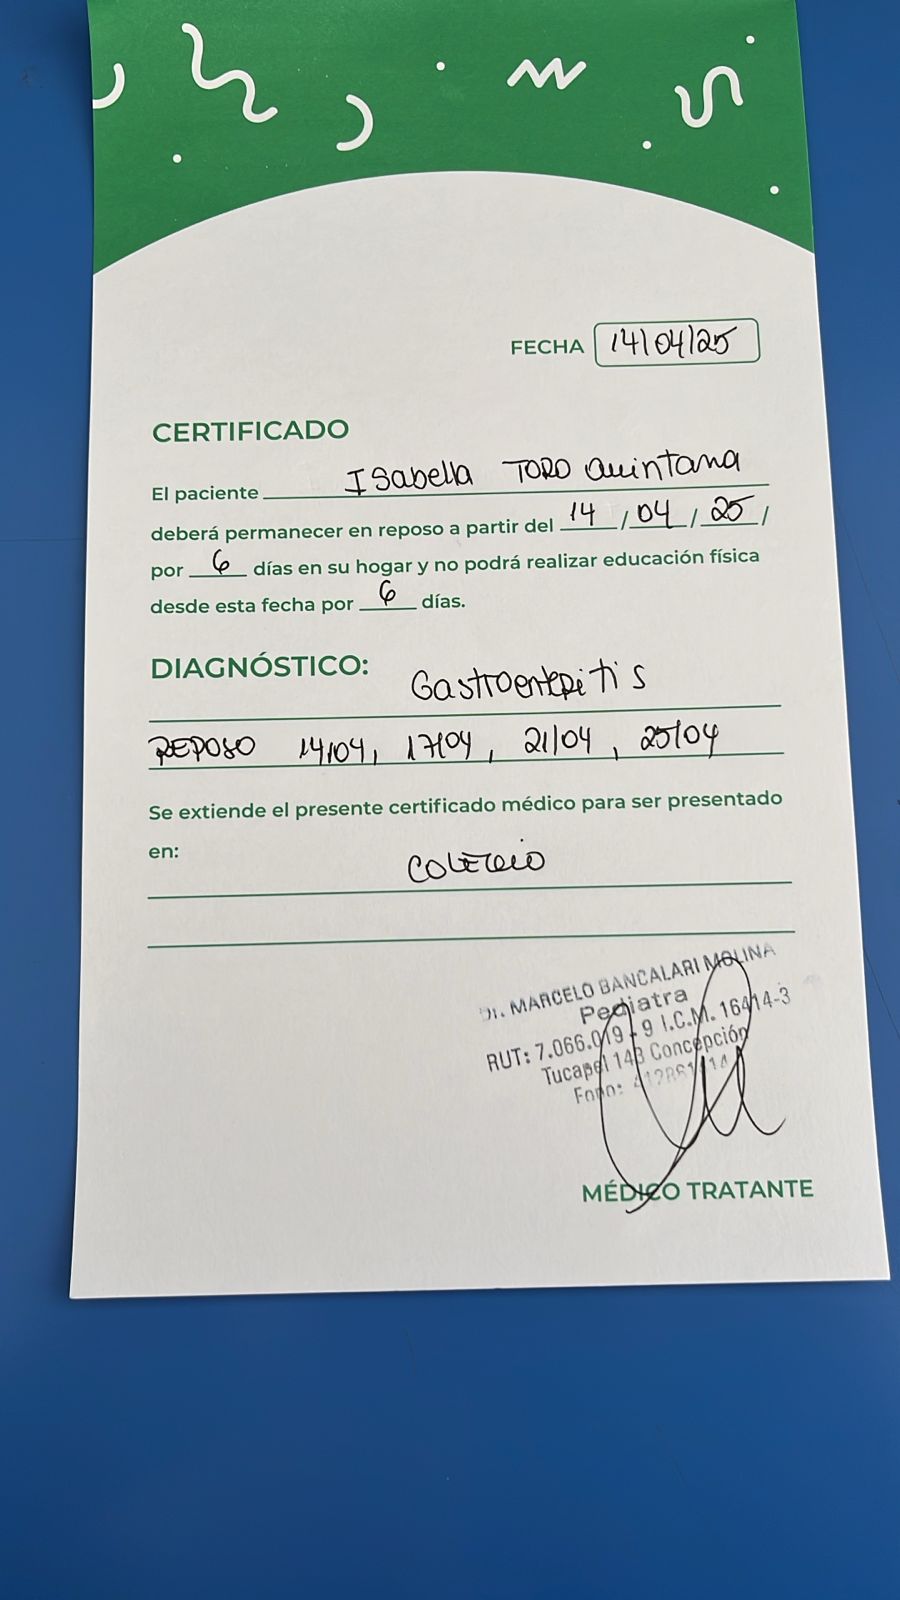 FECHA 14/04/25
CERTIFICADO
El paciente Isabella TORO Quintana
deberá permanecer en reposo a partir del 14 / 04 / 25 /
por 6 días en su hogar y no podrá realizar educación física
desde esta fecha por 6 días.
DIAGNÓSTICO: Gastroenteritis
REPOSO 14/04, 17/04, 21/04, 25/04
Se extiende el presente certificado médico para ser presentado
en:
COLEGIO
Dr. MARCELO BANCALARI MOLINA
Pediatra
RUT: 7.066.019-9 I.C.M. 16414-3
Tucapel 143 Concepción
Fono:
MÉDICO TRATANTE